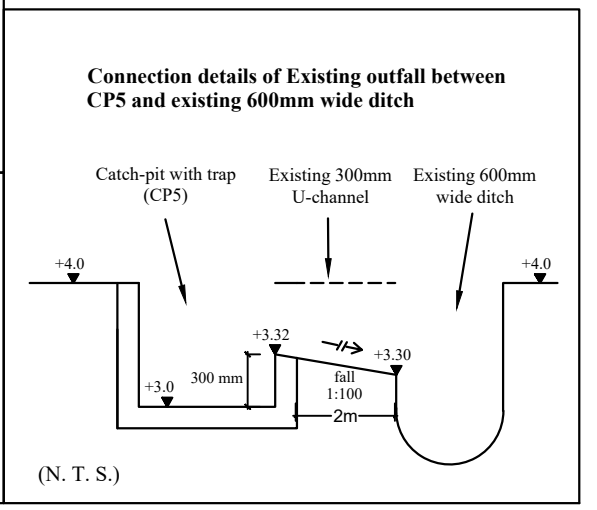 Connection details of Existing outfall between
CP5 and existing 600mm wide ditch
Catch-pit with trap
(CP5)
Existing 300mm
U-channel
Existing 600mm
wide ditch
+4.0
+4.0
+3.32
+3.30
300 mm
+3.0
fall
1:100
2m
(N. T. S.)